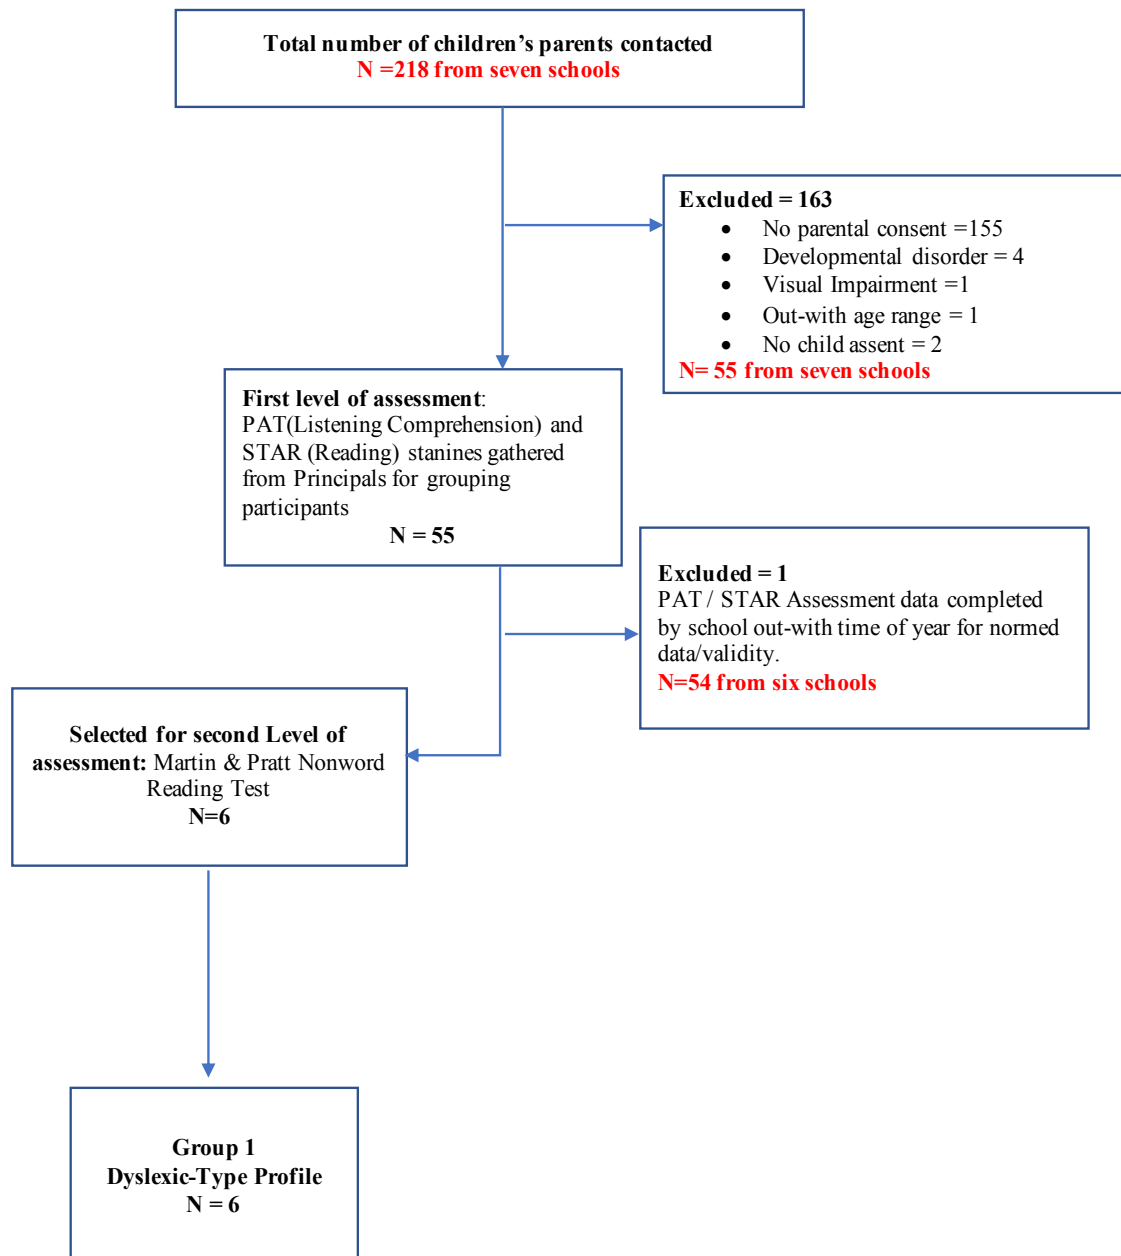 Total number of children’s parents contacted
N =218 from seven schools
Excluded = 163
• No parental consent =155
• Developmental disorder = 4
• Visual Impairment =1
• Out-with age range = 1
• No child assent = 2
N= 55 from seven schools
First level of assessment:
PAT(Listening Comprehension) and
STAR (Reading) stanines gathered
from Principals for grouping
participants
N = 55
Excluded = 1
PAT / STAR Assessment data completed
by school out-with time of year for normed
data/validity.
N=54 from six schools
Selected for second Level of
assessment: Martin & Pratt Nonword
Reading Test
N=6
Group 1
Dyslexic-Type Profile
N = 6